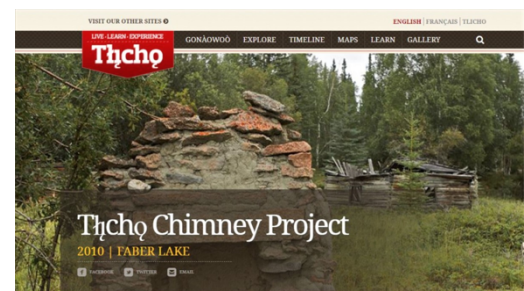 VISIT OUR OTHER SITES
ENGLISH | FRANÇAIS | TLICHO
LIVE · LEARN · EXPERIENCE
Tłı̨chǫ
GONÀOWOÒ EXPLORE TIMELINE MAPS LEARN GALLERY
Tłı̨chǫ Chimney Project
2010 | FABER LAKE
FACEBOOK TWITTER EMAIL